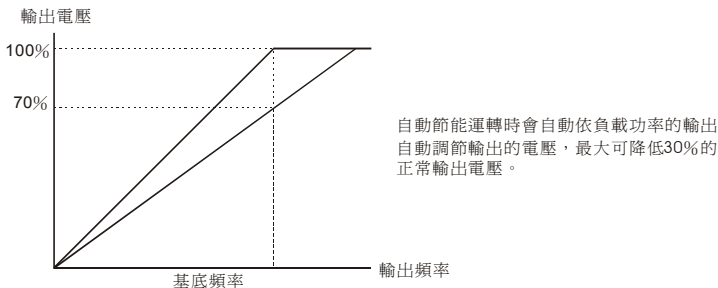 輸出電壓
100%
70%
自動節能運轉時會自動依負載功率的輸出
自動調節輸出的電壓，最大可降低30%的
正常輸出電壓。
輸出頻率
基底頻率